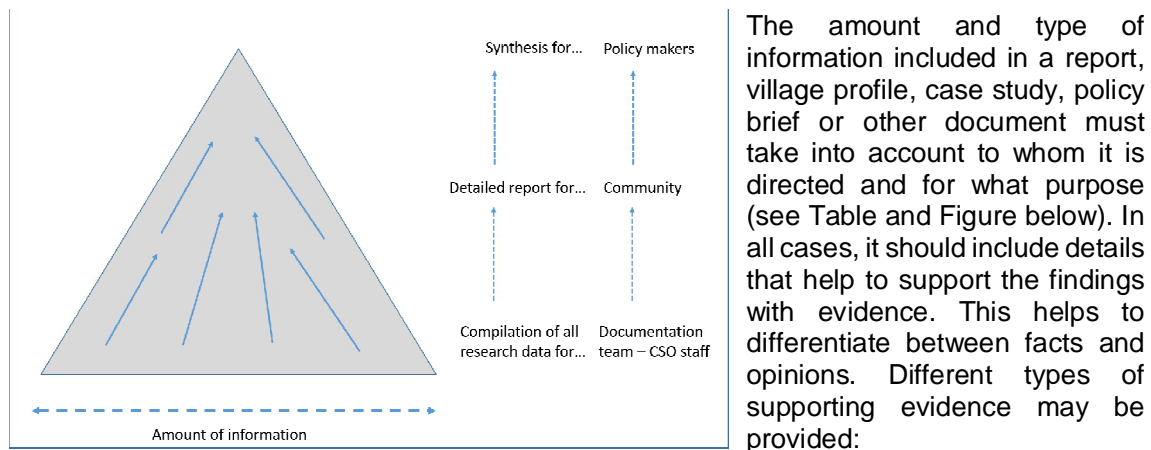 Synthesis for...
Policy makers
Detailed report for...
Community
Compilation of all
research data for...
Documentation
team – CSO staff
Amount of information
The amount and type of
information included in a report,
village profile, case study, policy
brief or other document must
take into account to whom it is
directed and for what purpose
(see Table and Figure below). In
all cases, it should include details
that help to support the findings
with evidence. This helps to
differentiate between facts and
opinions. Different types of
supporting evidence may be
provided: